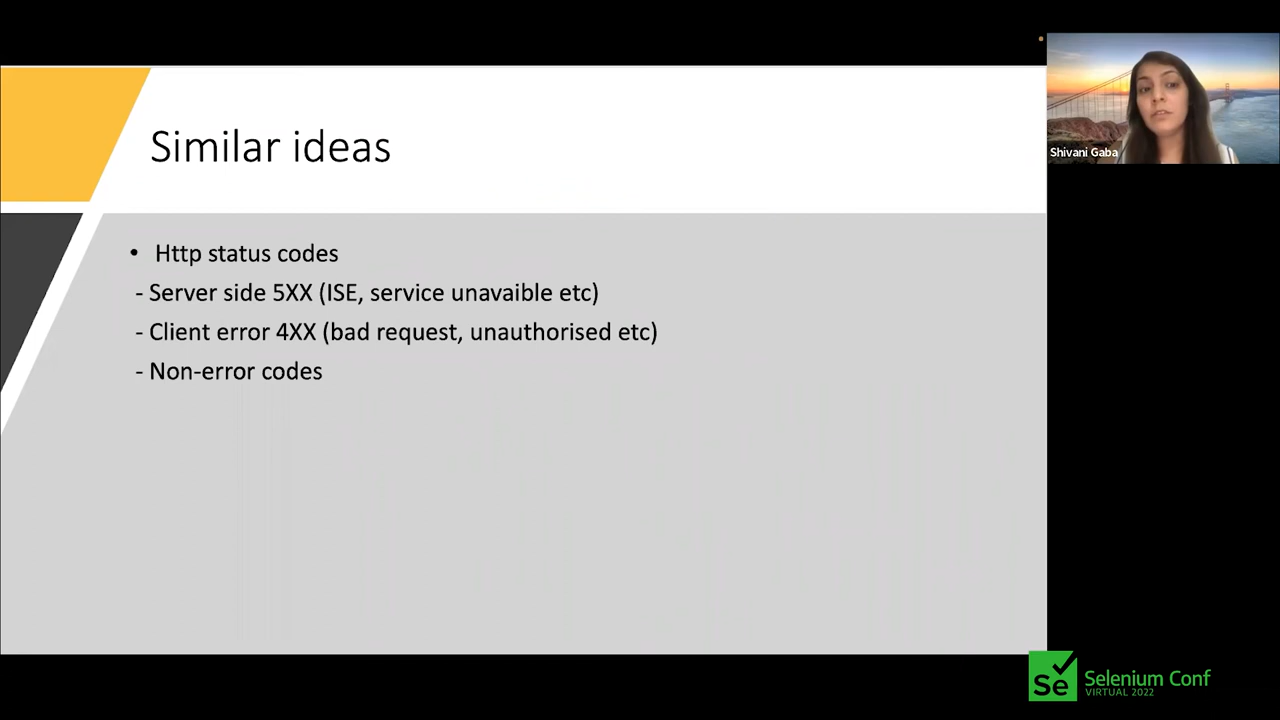 Similar ideas
• Http status codes
- Server side 5XX (ISE, service unavaible etc)
- Client error 4XX (bad request, unauthorised etc)
- Non-error codes
Shivani Gaba
Se Selenium Conf
VIRTUAL 2022